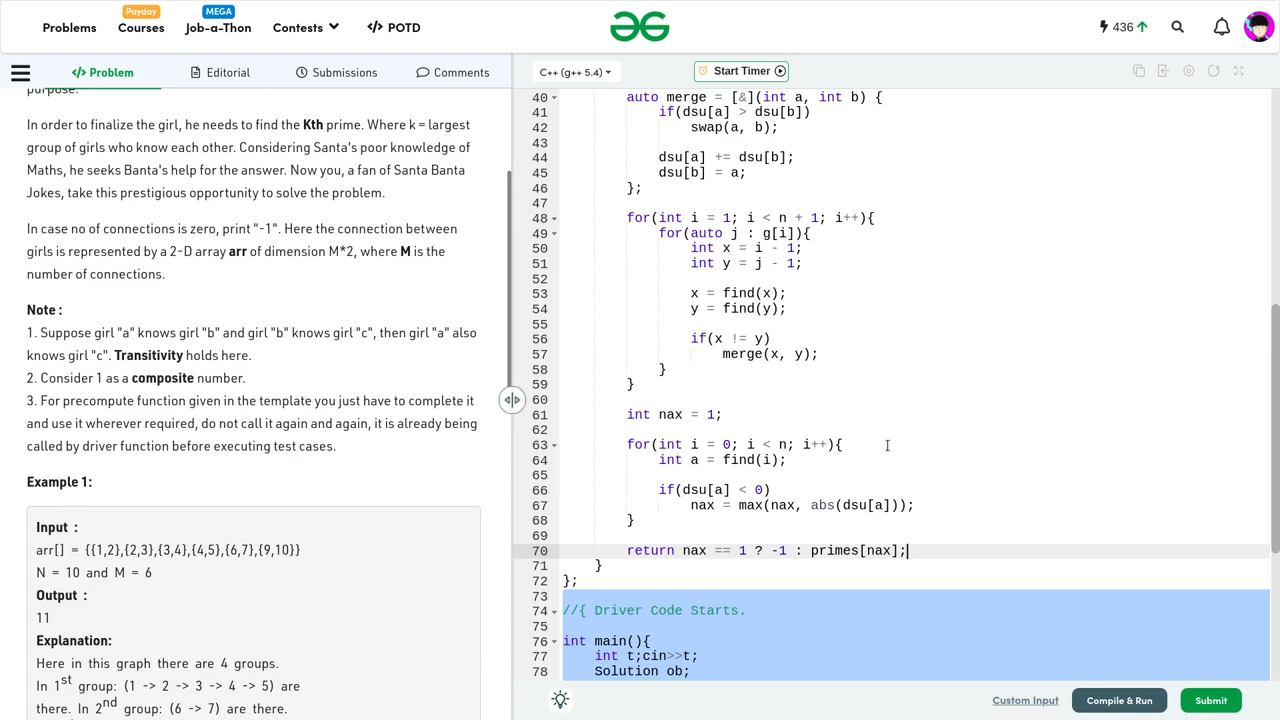 Payday
MEGA
Problems Courses Job-a-Thon Contests </> POTD
436
</> Problem Editorial Submissions Comments
C++ (g++ 5.4)
Start Timer
purpose.
In order to finalize the girl, he needs to find the Kth prime. Where k = largest
group of girls who know each other. Considering Santa's poor knowledge of
Maths, he seeks Banta's help for the answer. Now you, a fan of Santa Banta
Jokes, take this prestigious opportunity to solve the problem.
In case no of connections is zero, print "-1". Here the connection between
girls is represented by a 2-D array arr of dimension M*2, where M is the
number of connections.
Note :
1. Suppose girl "a" knows girl "b" and girl "b" knows girl "c", then girl "a" also
knows girl "c". Transitivity holds here.
2. Consider 1 as a composite number.
3. For precompute function given in the template you just have to complete it
and use it wherever required, do not call it again and again, it is already being
called by driver function before executing test cases.
Example 1:
Input :
arr[] = {{1,2},{2,3},{3,4},{4,5},{6,7},{9,10}}
N = 10 and M = 6
Output :
11
Explanation:
Here in this graph there are 4 groups.
In 1st group: (1 -> 2 -> 3 -> 4 -> 5) are
there. In 2nd group: (6 -> 7) are there.
40 auto merge = [&](int a, int b) {
41 if(dsu[a] > dsu[b])
42 swap(a, b);
43
44 dsu[a] += dsu[b];
45 dsu[b] = a;
46 };
47
48 for(int i = 1; i < n + 1; i++){
49 for(auto j : g[i]){
50 int x = i - 1;
51 int y = j - 1;
52
53 x = find(x);
54 y = find(y);
55
56 if(x != y)
57 merge(x, y);
58 }
59 }
60
61 int nax = 1;
62
63 for(int i = 0; i < n; i++){
64 int a = find(i);
65
66 if(dsu[a] < 0)
67 nax = max(nax, abs(dsu[a]));
68 }
69
70 return nax == 1 ? -1 : primes[nax];
71 }
72 };
73
74 //{ Driver Code Starts.
75
76 int main(){
77 int t;cin>>t;
78 Solution ob;
Custom Input Compile & Run Submit